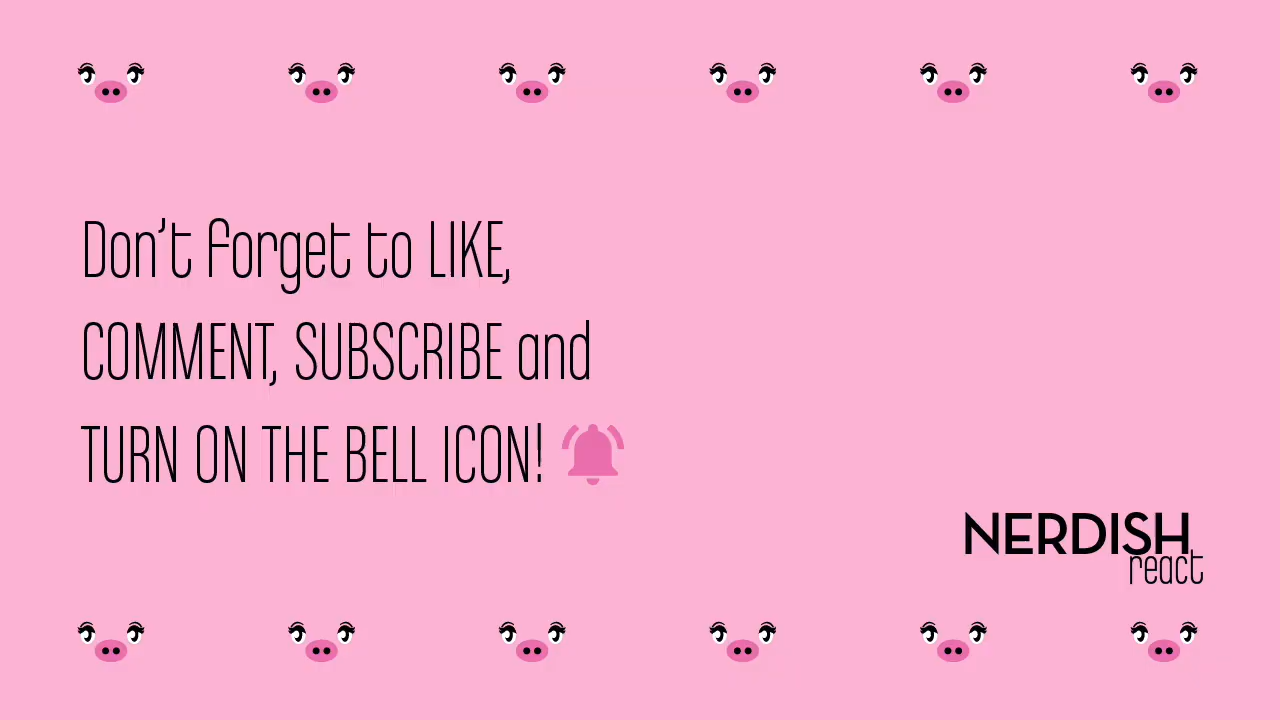 Don't forget to LIKE,
COMMENT, SUBSCRIBE and
TURN ON THE BELL ICON!
NERDISH
react